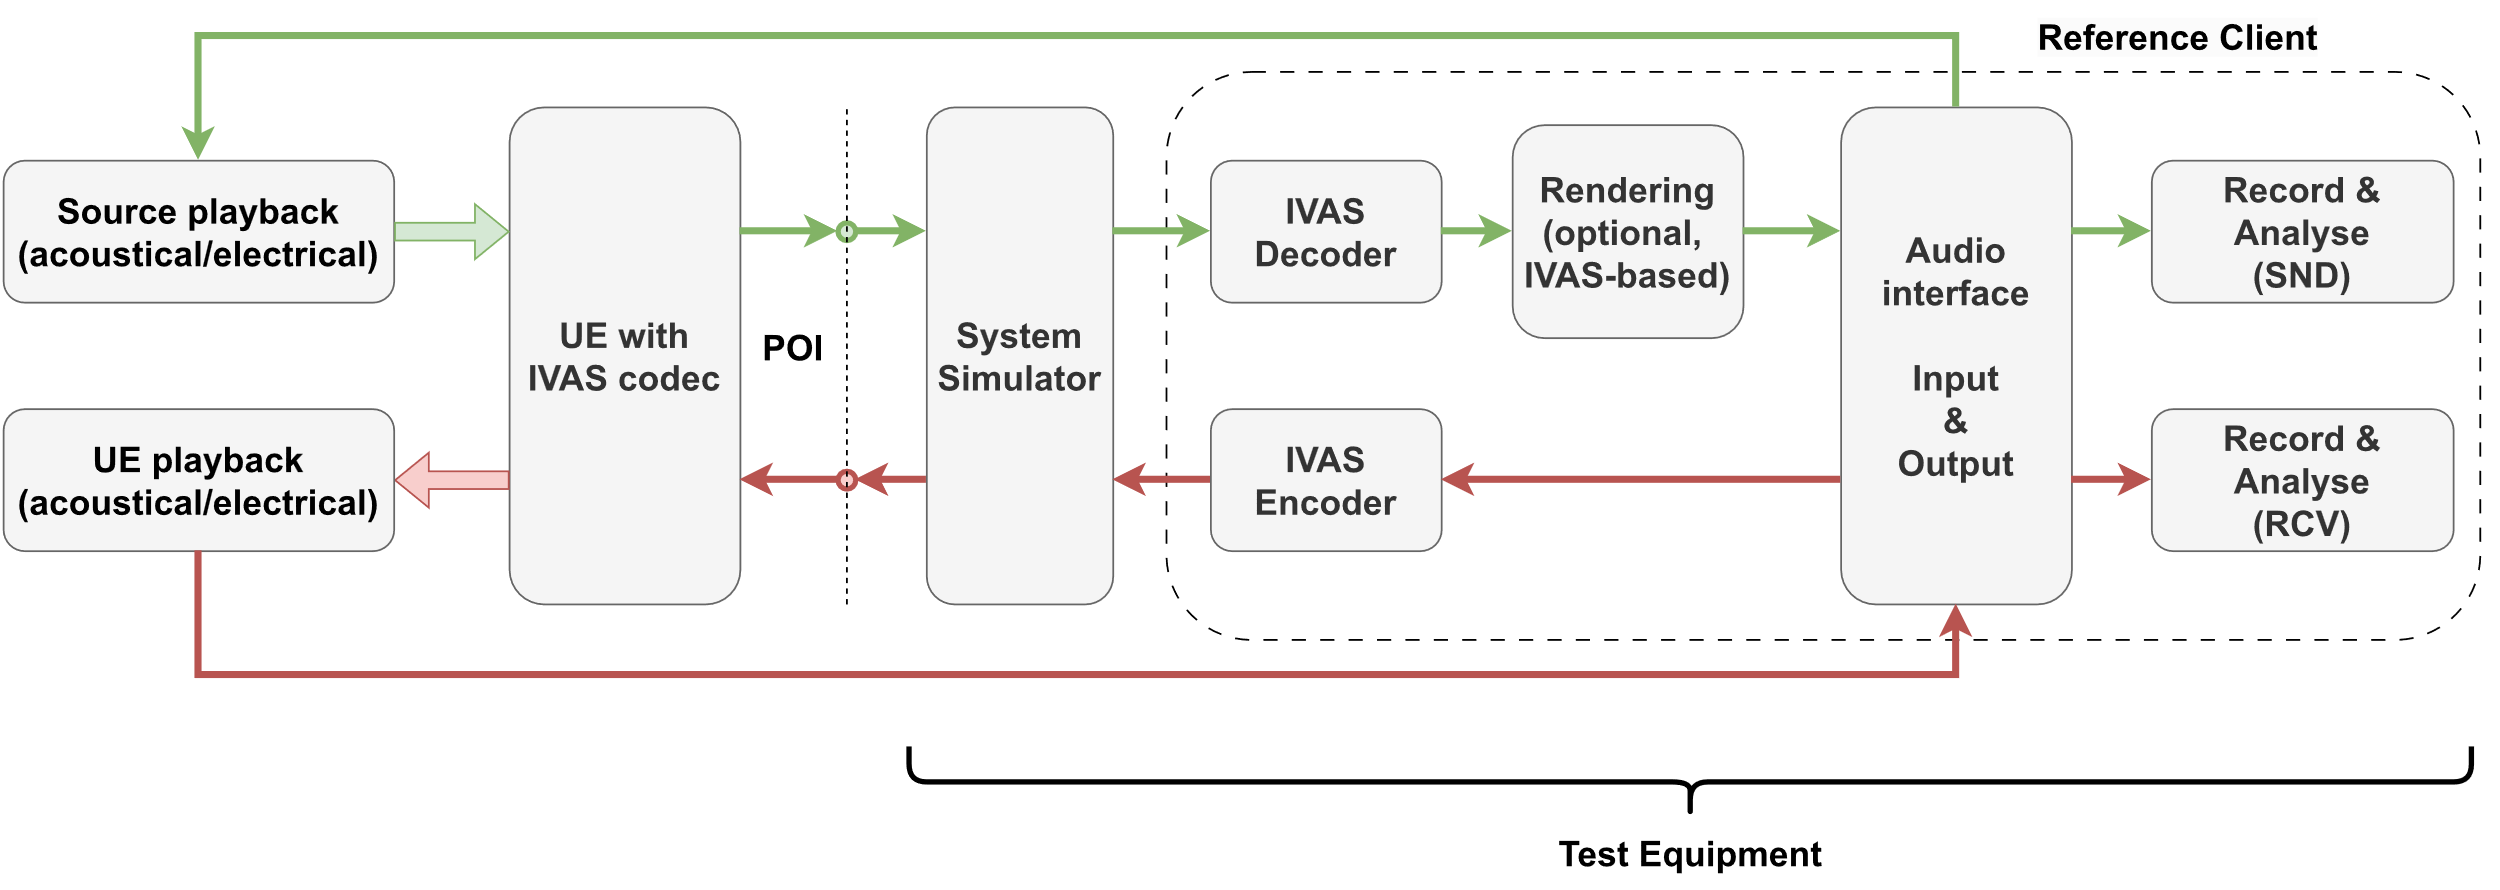 Reference Client
Source playback
(acoustical/electrical)
UE with
IVAS codec
POI
System
Simulator
IVAS
Decoder
Rendering
(optional,
IVAS-based)
Audio
interface
Input
&
Output
Record &
Analyse
(SND)
UE playback
(acoustical/electrical)
IVAS
Encoder
Record &
Analyse
(RCV)
Test Equipment